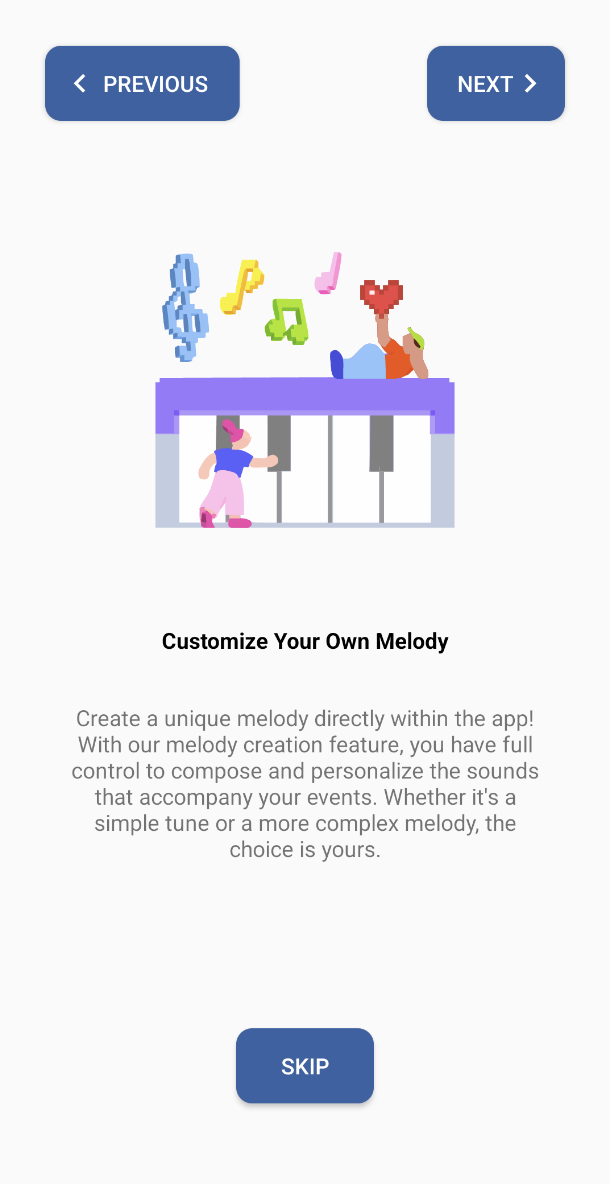 PREVIOUS
NEXT
Customize Your Own Melody
Create a unique melody directly within the app!
With our melody creation feature, you have full
control to compose and personalize the sounds
that accompany your events. Whether it's a
simple tune or a more complex melody, the
choice is yours.
SKIP